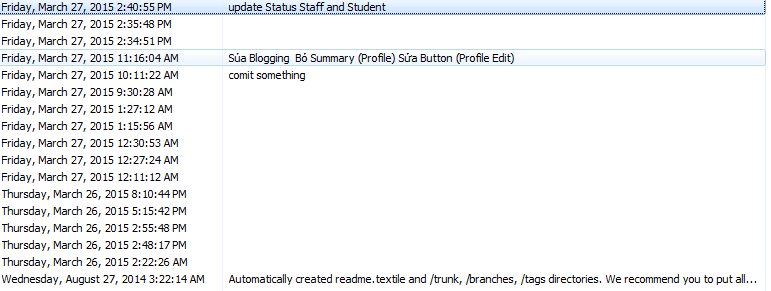 Friday, March 27, 2015 2:40:55 PM update Status Staff and Student
Friday, March 27, 2015 2:35:48 PM
Friday, March 27, 2015 2:34:51 PM
Friday, March 27, 2015 11:16:04 AM Sủa Blogging Bỏ Summary (Profile) Sửa Button (Profile Edit)
Friday, March 27, 2015 10:11:22 AM comit something
Friday, March 27, 2015 9:30:28 AM
Friday, March 27, 2015 1:27:12 AM
Friday, March 27, 2015 1:15:56 AM
Friday, March 27, 2015 12:30:53 AM
Friday, March 27, 2015 12:27:24 AM
Friday, March 27, 2015 12:11:12 AM
Thursday, March 26, 2015 8:10:44 PM
Thursday, March 26, 2015 5:15:42 PM
Thursday, March 26, 2015 2:55:48 PM
Thursday, March 26, 2015 2:48:17 PM
Thursday, March 26, 2015 2:22:26 AM
Wednesday, August 27, 2014 3:22:14 AM Automatically created readme.textile and /trunk, /branches, /tags directories. We recommend you to put all...